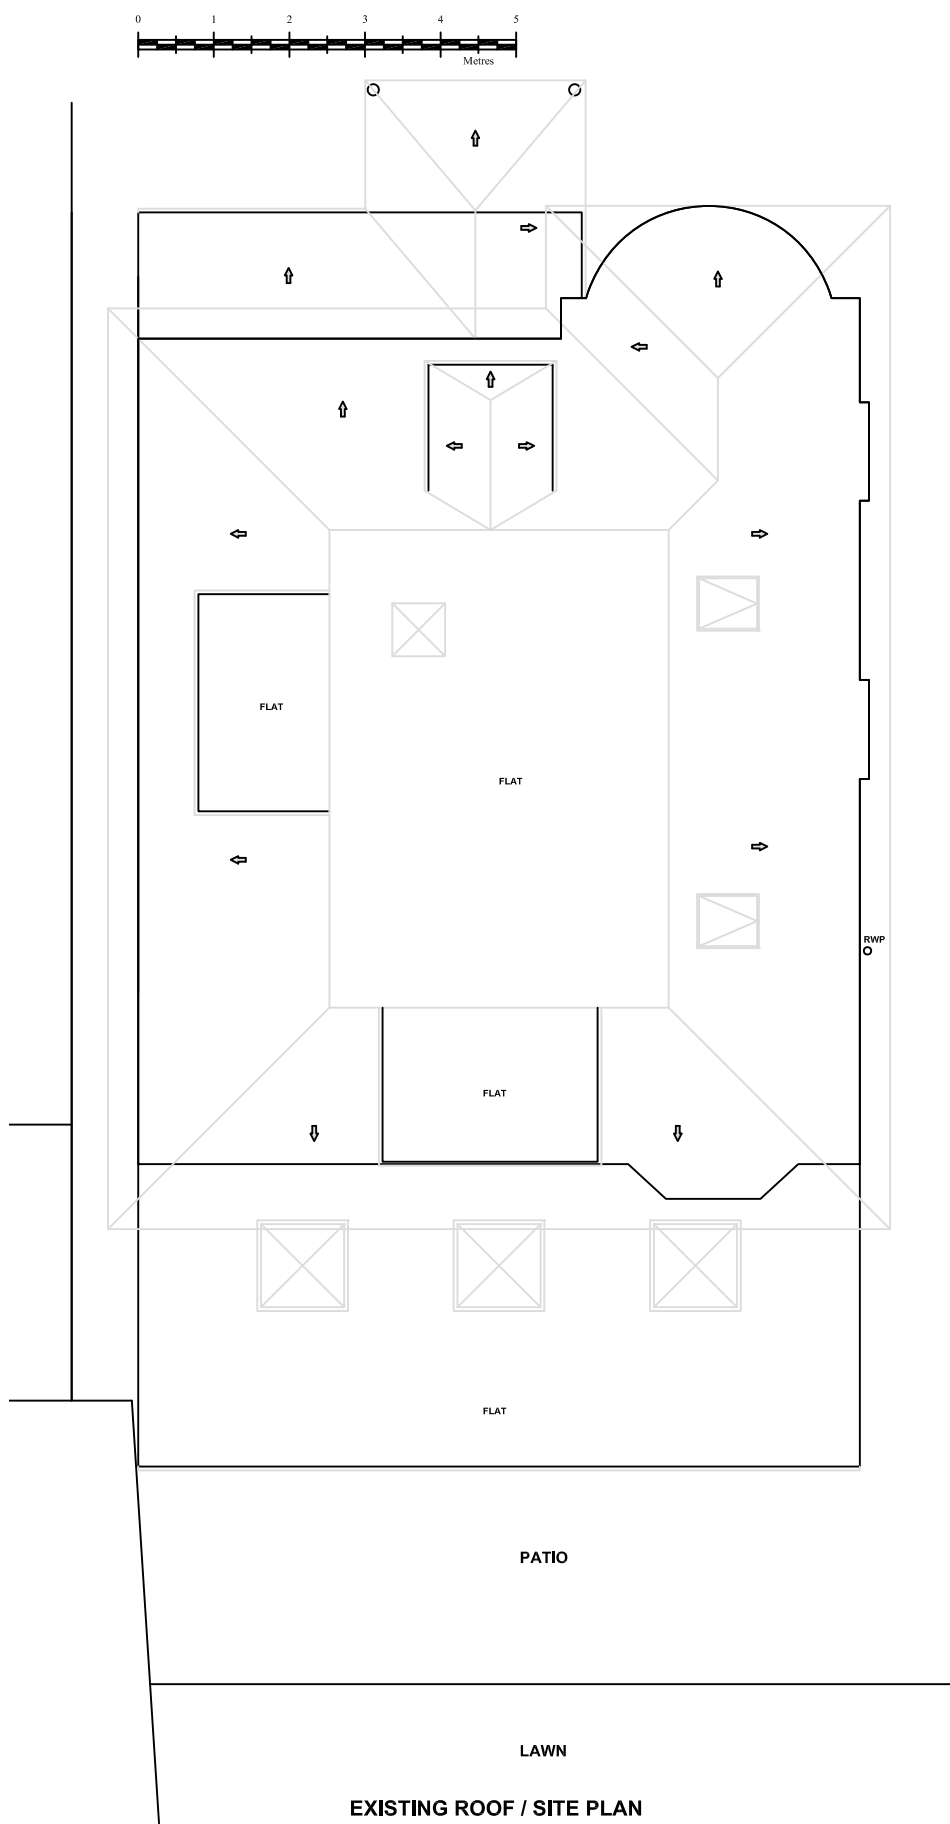 0 1 2 3 4 5
Metres
FLAT
FLAT
RWP
FLAT
FLAT
PATIO
LAWN
EXISTING ROOF / SITE PLAN